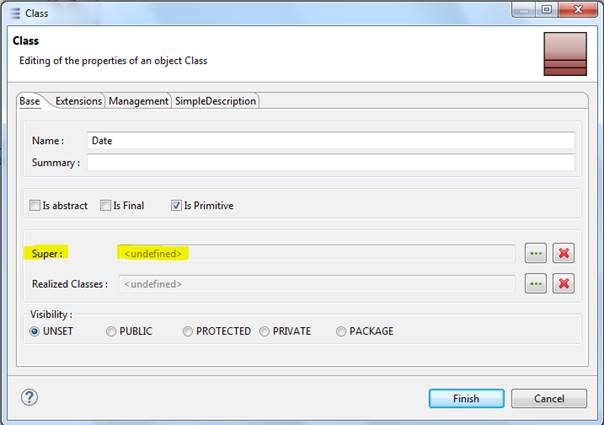 Class
Class
Editing of the properties of an object Class
Base Extensions Management SimpleDescription
Name : Date
Summary :
Is abstract Is Final Is Primitive
Super : <undefined>
Realized Classes : <undefined>
Visibility :
UNSET PUBLIC PROTECTED PRIVATE PACKAGE
? Finish Cancel